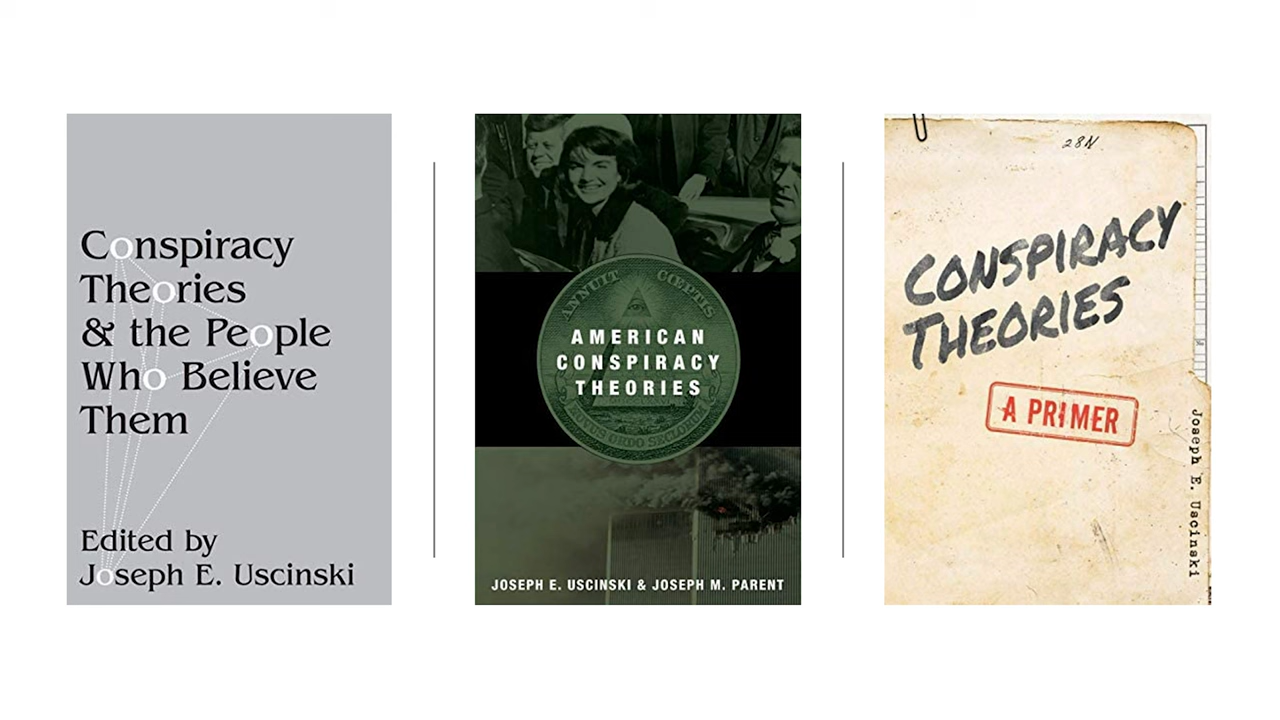 Conspiracy
Theories
& the People
Who Believe
Them
Edited by
Joseph E. Uscinski
ANNUIT CŒPTIS
AMERICAN
CONSPIRACY
THEORIES
NOVUS ORDO SECLORUM
JOSEPH E. USCINSKI & JOSEPH M. PARENT
28N
CONSPIRACY
THEORIES
A PRIMER
Joseph E. Uscinski